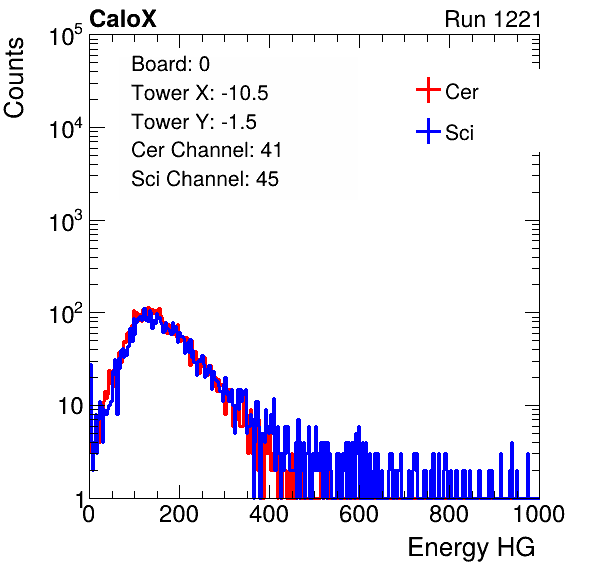 CaloX Run 1221
Counts
Board: 0
Tower X: -10.5
Tower Y: -1.5
Cer Channel: 41
Sci Channel: 45
Cer
Sci
10^5
10^4
10^3
10^2
10
1
0 200 400 600 800 1000
Energy HG